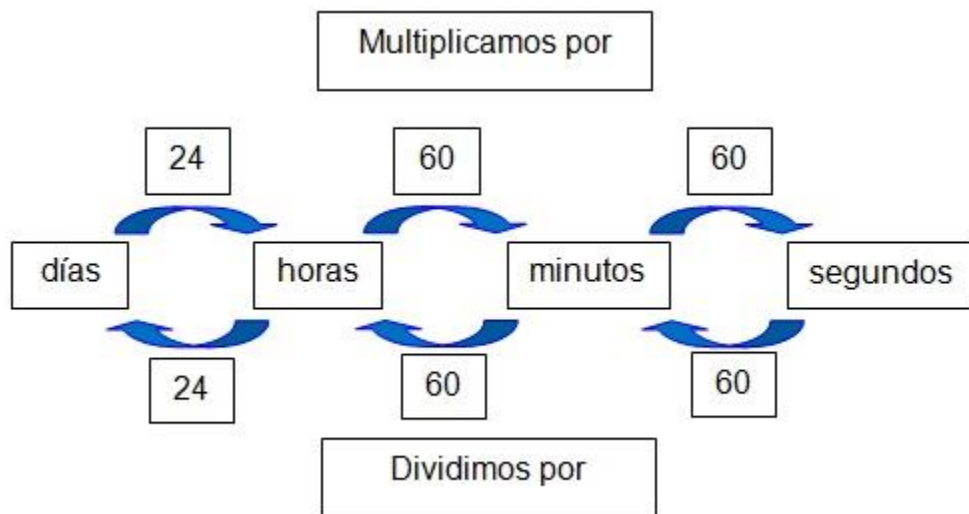 Multiplicamos por
24 60 60
días horas minutos segundos
24 60 60
Dividimos por